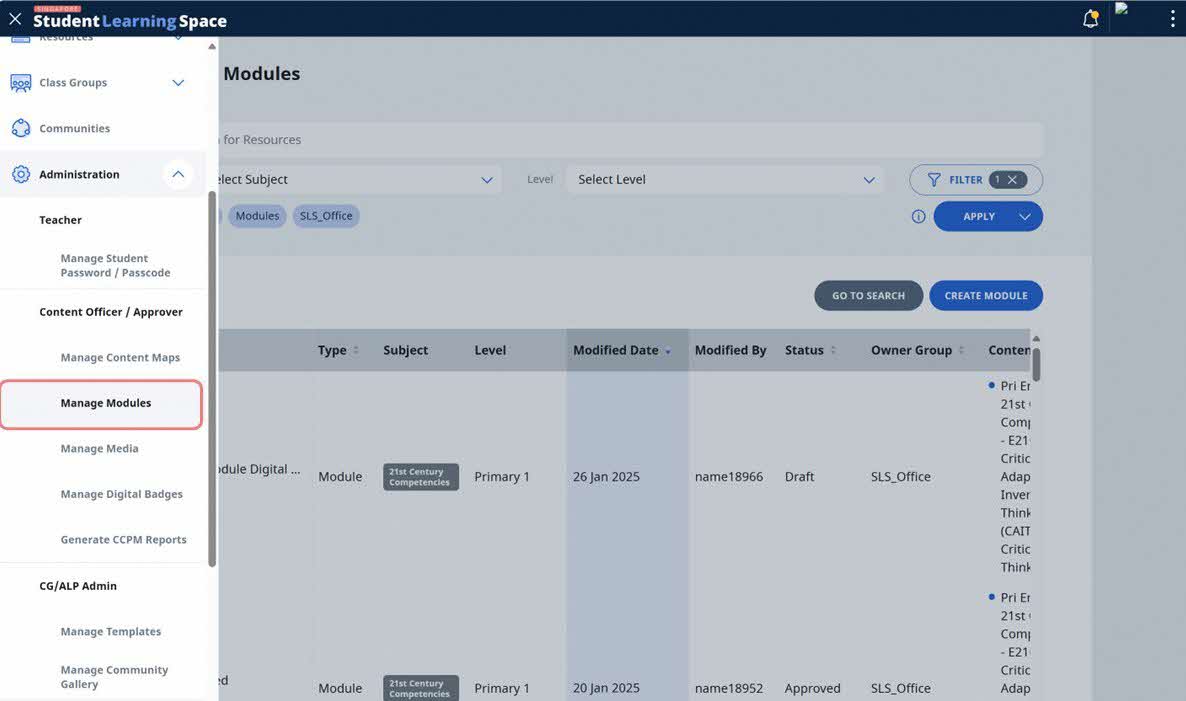 SINGAPORE
Student Learning Space
Resources
Class Groups
Communities
Administration
Teacher
Manage Student
Password / Passcode
Content Officer / Approver
Manage Content Maps
Manage Modules
Manage Media
Manage Digital Badges
Generate CCPM Reports
CG/ALP Admin
Manage Templates
Manage Community
Gallery
Modules
for Resources
elect Subject
Level
Select Level
FILTER 1
Modules
SLS_Office
APPLY
GO TO SEARCH
CREATE MODULE
Type
Subject
Level
Modified Date
Modified By
Status
Owner Group
Conten
odule Digital ...
Module
21st Century
Competencies
Primary 1
26 Jan 2025
name18966
Draft
SLS_Office
Pri En
21st
Comp
- E21
Critic
Adap
Inver
Think
(CAIT
Critic
Think
ed
Module
21st Century
Competencies
Primary 1
20 Jan 2025
name18952
Approved
SLS_Office
Pri En
21st
Comp
- E21
Critic
Adap